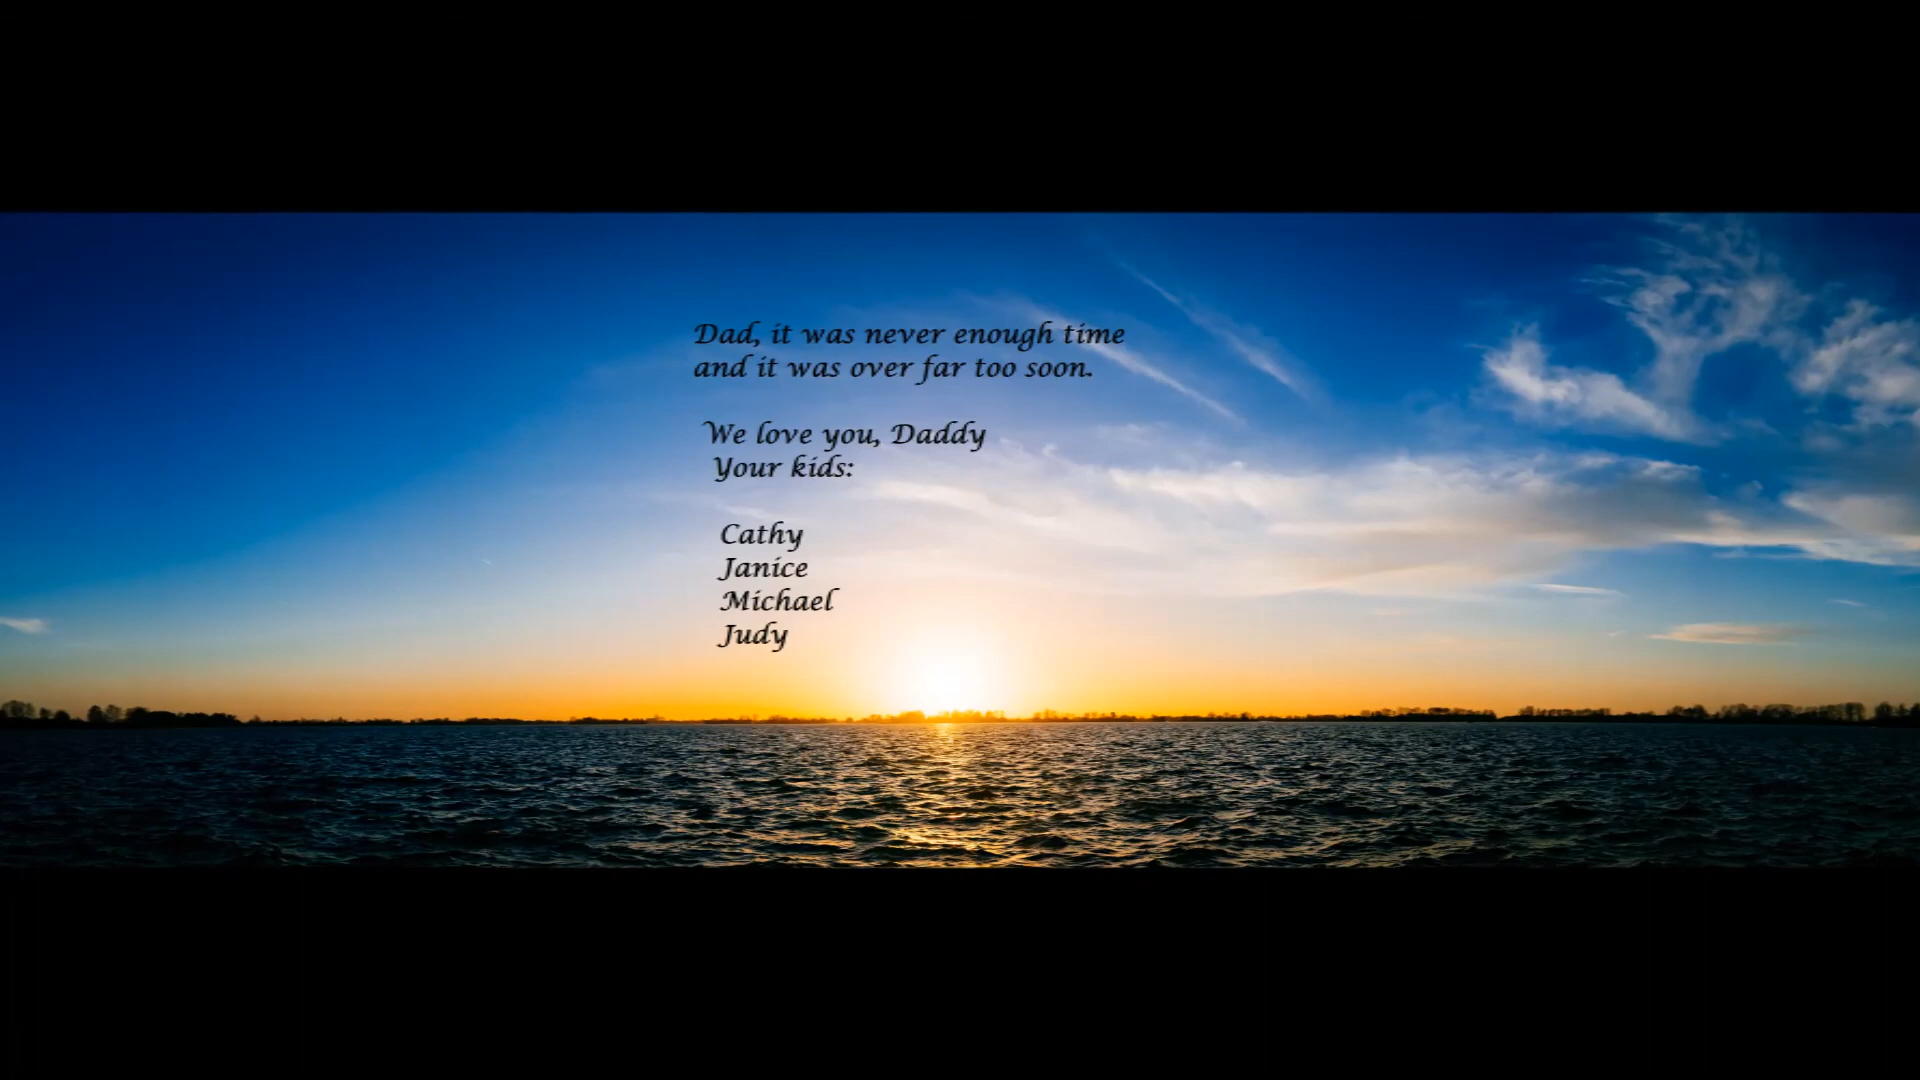 Dad, it was never enough time
and it was over far too soon.
We love you, Daddy
Your kids:
Cathy
Janice
Michael
Judy